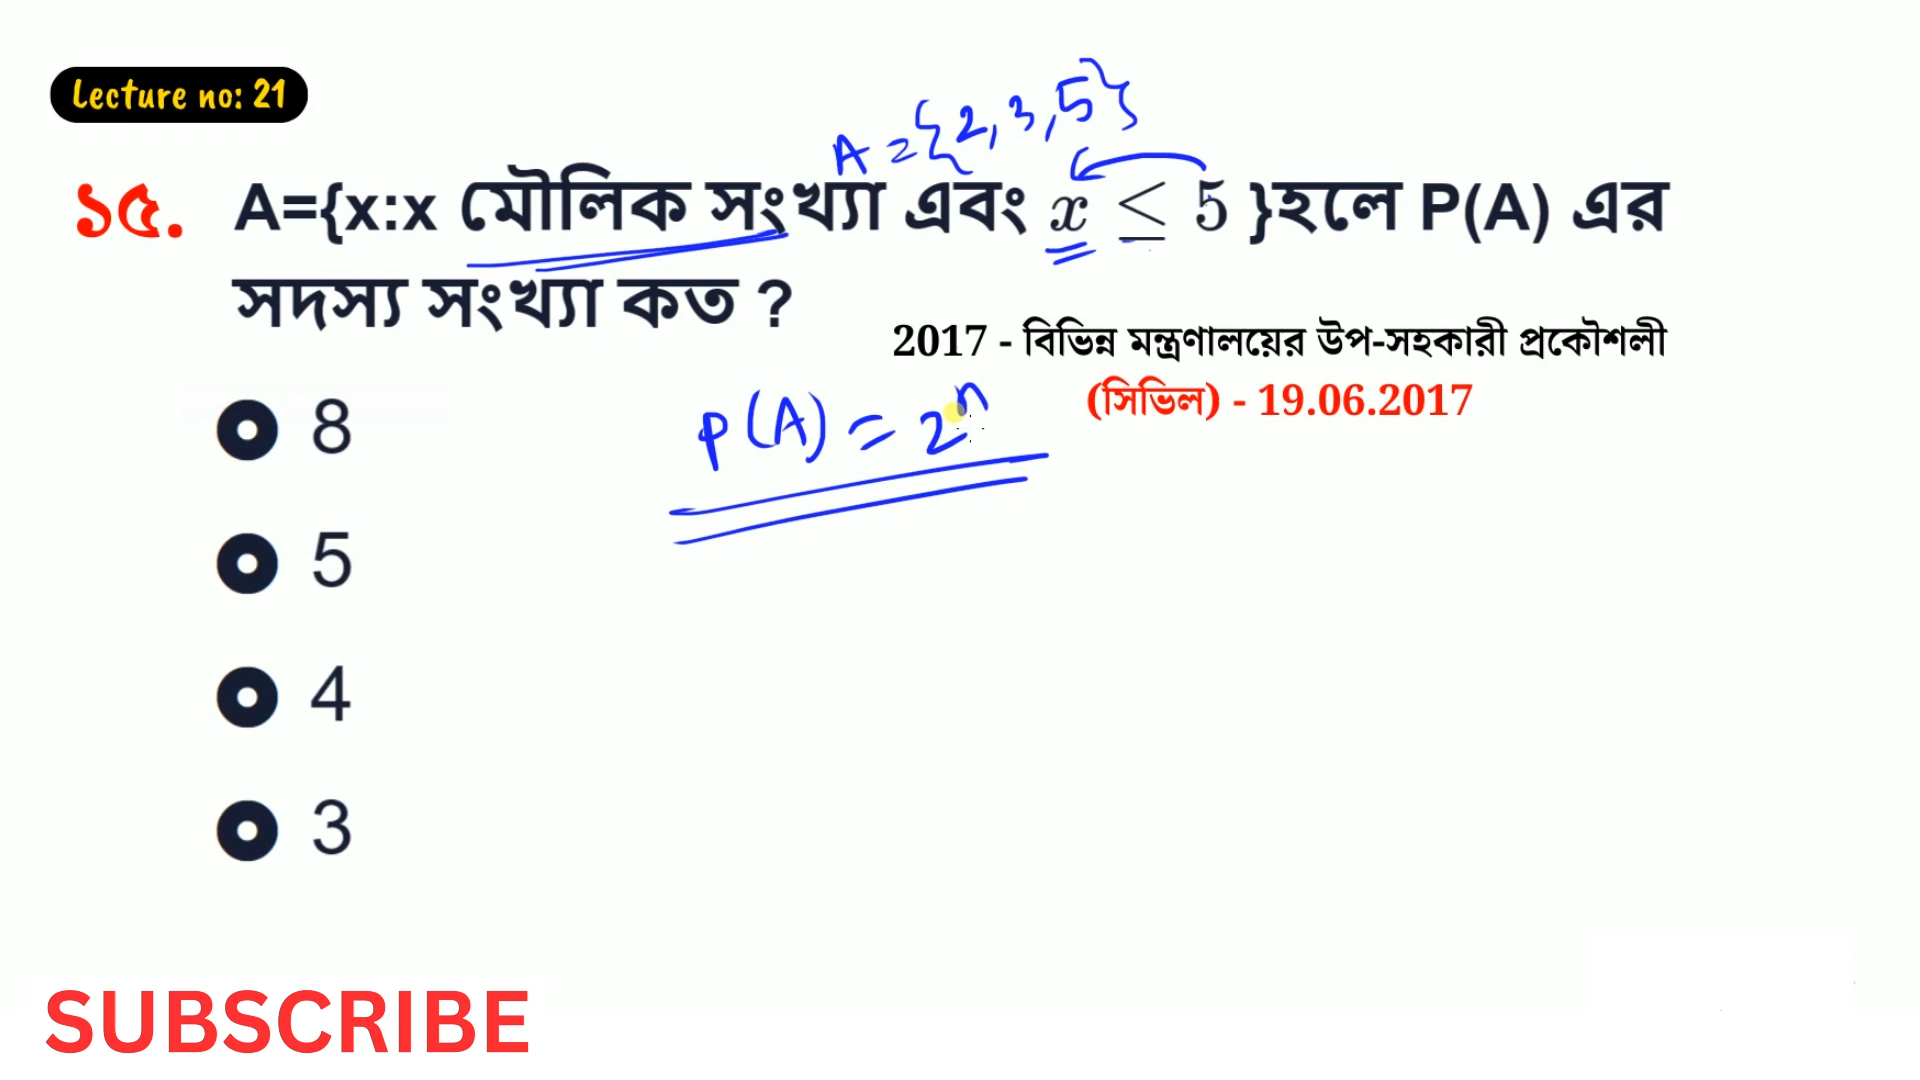 Lecture no: 21
A = {2, 3, 5}
১৫. A={x:x মৌলিক সংখ্যা এবং x ≤ 5 }হলে P(A) এর
সদস্য সংখ্যা কত ?
2017 - বিভিন্ন মন্ত্রণালয়ের উপ-সহকারী প্রকৌশলী
(সিভিল) - 19.06.2017
P(A) = 2ⁿ
8
5
4
3
SUBSCRIBE